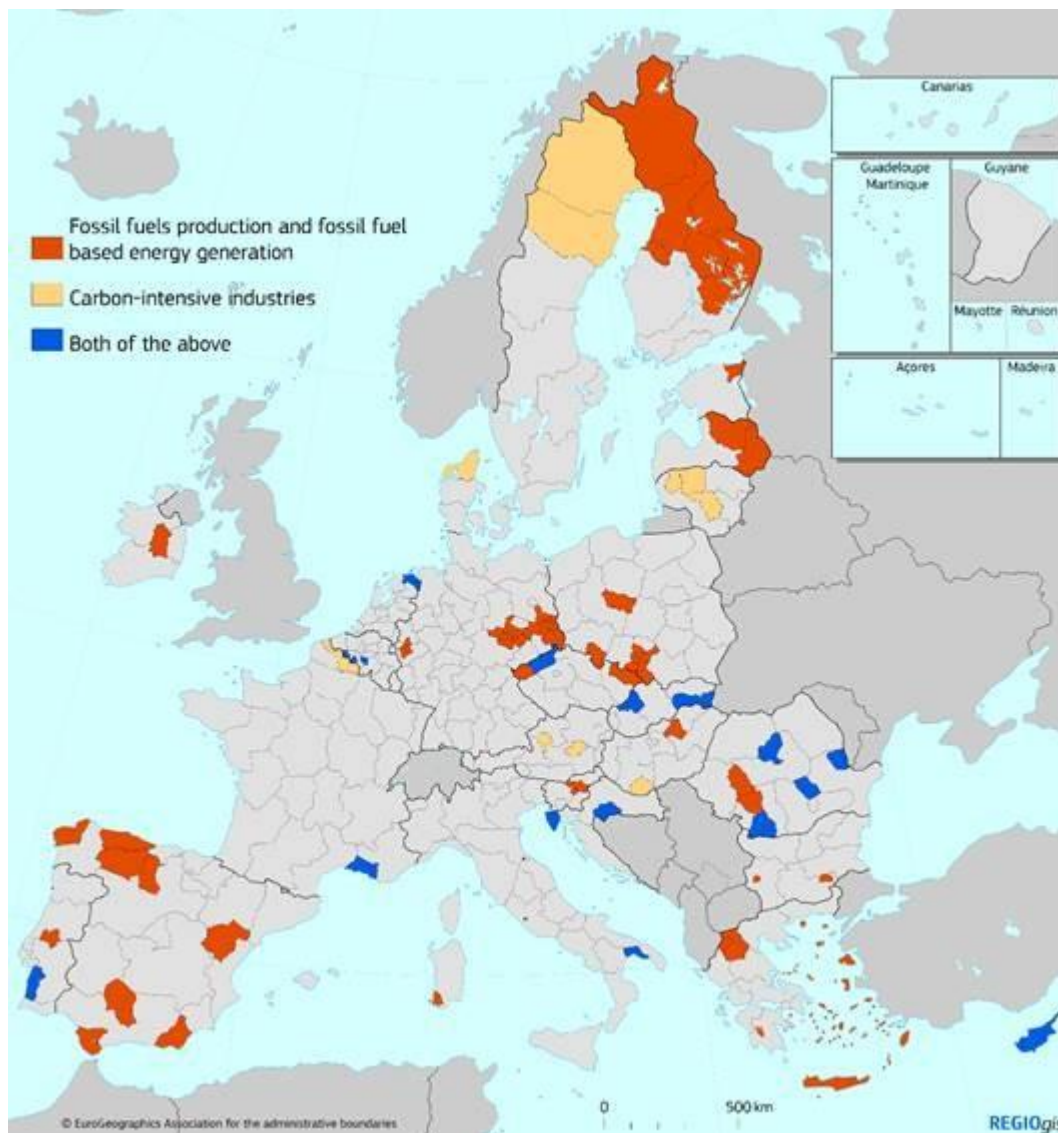 Canarias
Guadeloupe
Martinique
Guyane
Mayotte
Réunion
Açores
Madeira
Fossil fuels production and fossil fuel
based energy generation
Carbon-intensive industries
Both of the above
0
500 km
© EuroGeographics Association for the administrative boundaries
REGIOgis